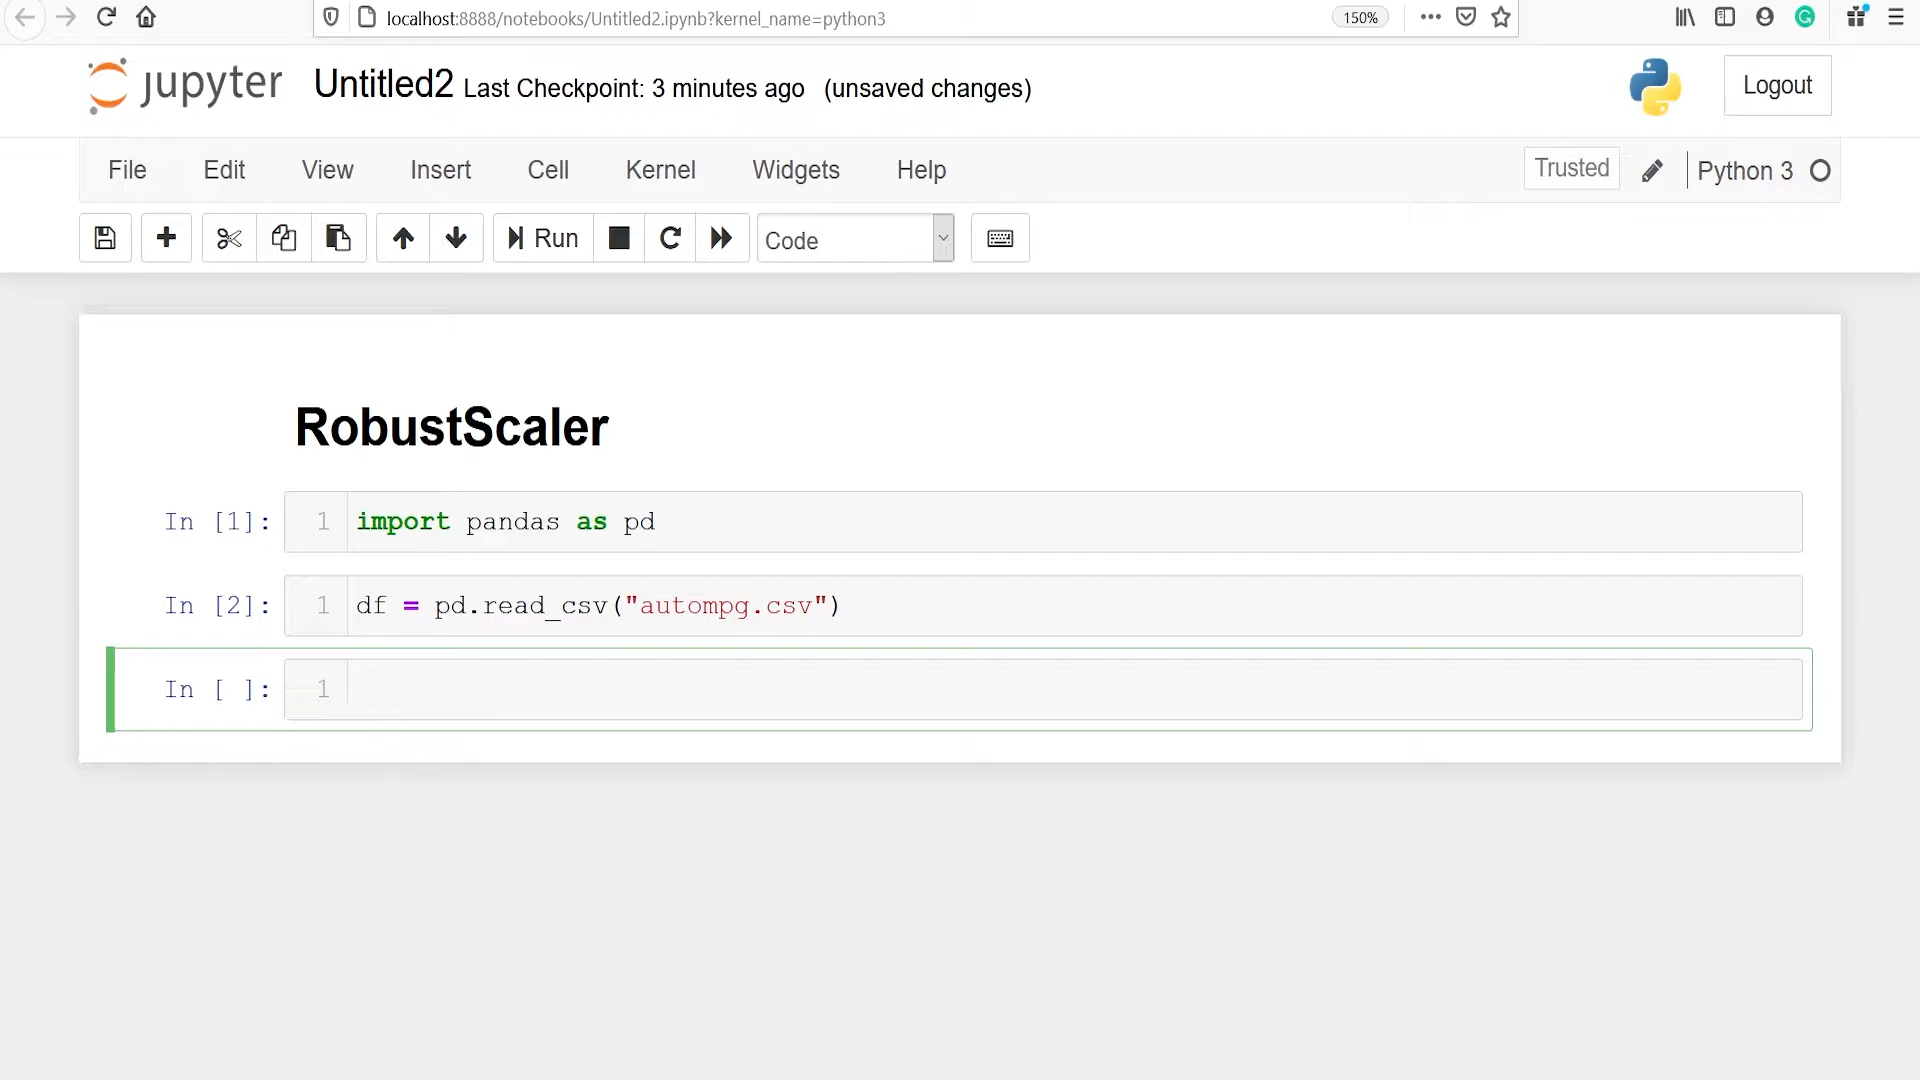 localhost:8888/notebooks/Untitled2.ipynb?kernel_name=python3 150%
jupyter Untitled2 Last Checkpoint: 3 minutes ago (unsaved changes) Logout
File Edit View Insert Cell Kernel Widgets Help Trusted Python 3
Run Code
RobustScaler
In [1]: 1 import pandas as pd
In [2]: 1 df = pd.read_csv("autompg.csv")
In [ ]: 1